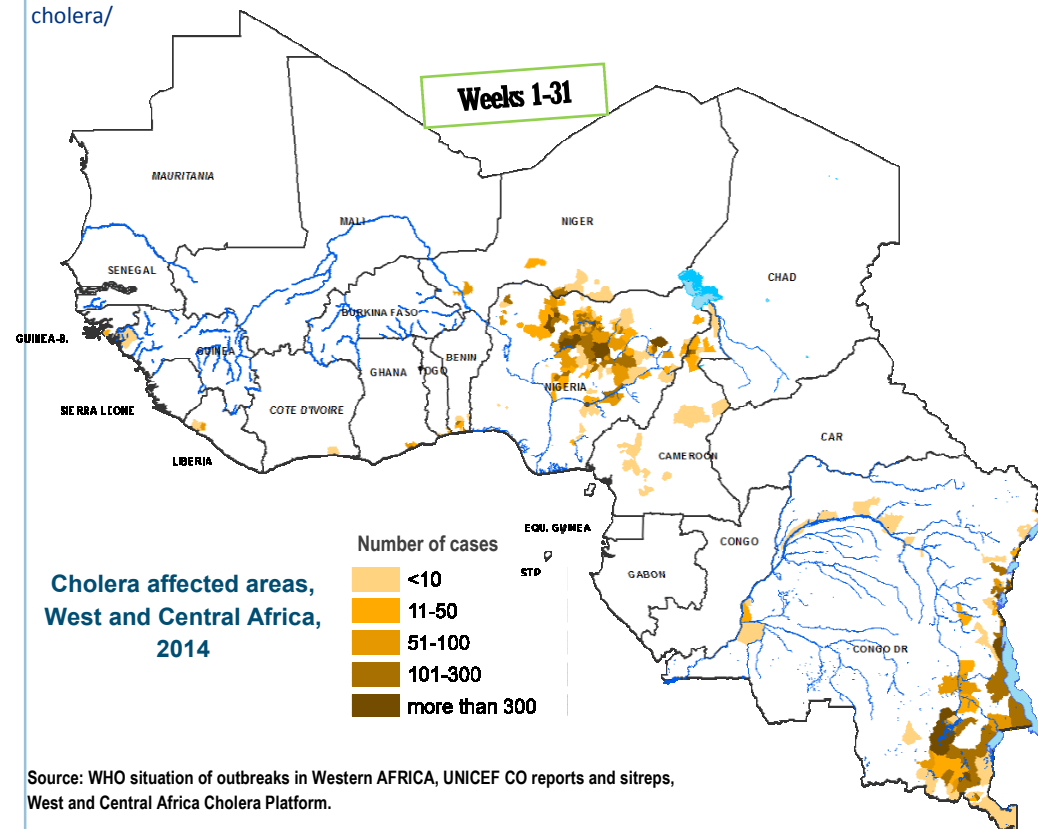 cholera/
Weeks 1-31
MAURITANIA
MALI
NIGER
CHAD
SENEGAL
BURKINA FASO
GUINEA-B.
GUINEA
BENIN
GHANA
TOGO
NIGERIA
SIERRA LEONE
COTE D'IVOIRE
CAR
LIBERIA
CAMEROON
EQU. GUINEA
CONGO
STP
GABON
CONGO DR
Number of cases
<10
11-50
51-100
101-300
more than 300
Cholera affected areas,
West and Central Africa,
2014
Source: WHO situation of outbreaks in Western AFRICA, UNICEF CO reports and sitreps,
West and Central Africa Cholera Platform.